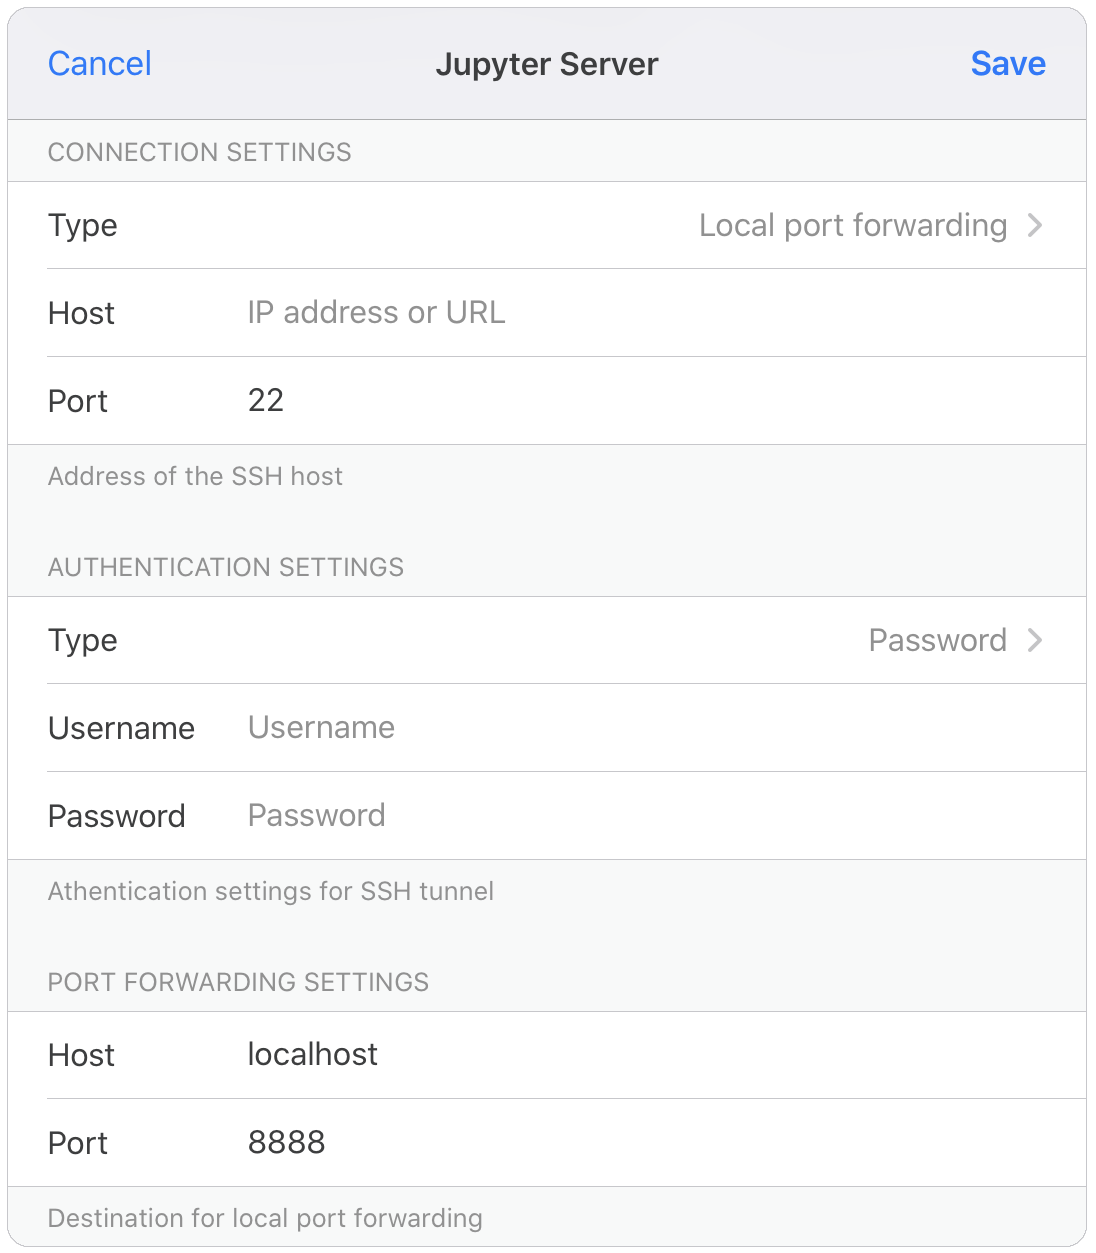 Cancel Jupyter Server Save
CONNECTION SETTINGS
Type Local port forwarding
Host IP address or URL
Port 22
Address of the SSH host
AUTHENTICATION SETTINGS
Type Password
Username Username
Password Password
Athentication settings for SSH tunnel
PORT FORWARDING SETTINGS
Host localhost
Port 8888
Destination for local port forwarding